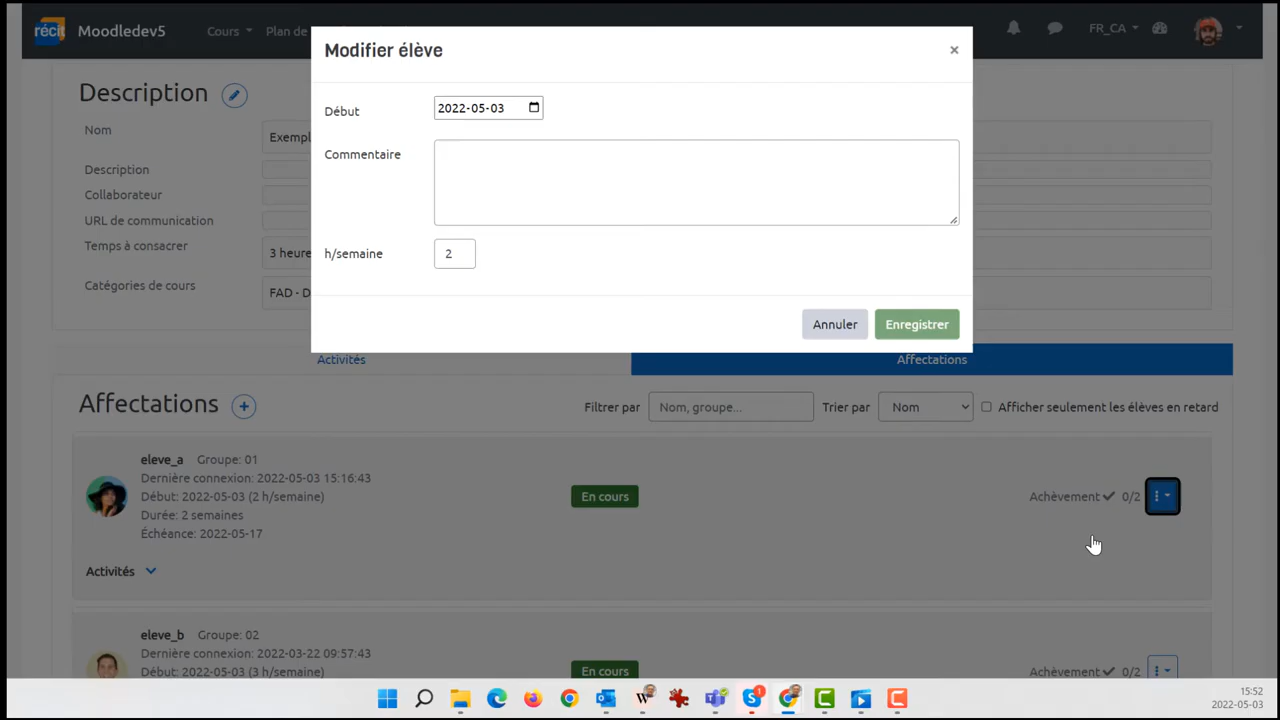 récit Moodledev5 Cours Plan de FR_CA
Modifier élève ×
Début 2022-05-03
Commentaire
h/semaine 2
Annuler Enregistrer
Description
Nom Exempl
Description
Collaborateur
URL de communication
Temps à consacrer 3 heure
Catégories de cours FAD - D
Activités Affectations
Affectations + Filtrer par Nom, groupe... Trier par Nom Afficher seulement les élèves en retard
eleve_a Groupe: 01
Dernière connexion: 2022-05-03 15:16:43
Début: 2022-05-03 (2 h/semaine) En cours Achèvement 0/2
Durée: 2 semaines
Échéance: 2022-05-17
Activités
eleve_b Groupe: 02
Dernière connexion: 2022-03-22 09:57:43
Début: 2022-05-03 (3 h/semaine) En cours Achèvement 0/2
15:52
2022-05-03